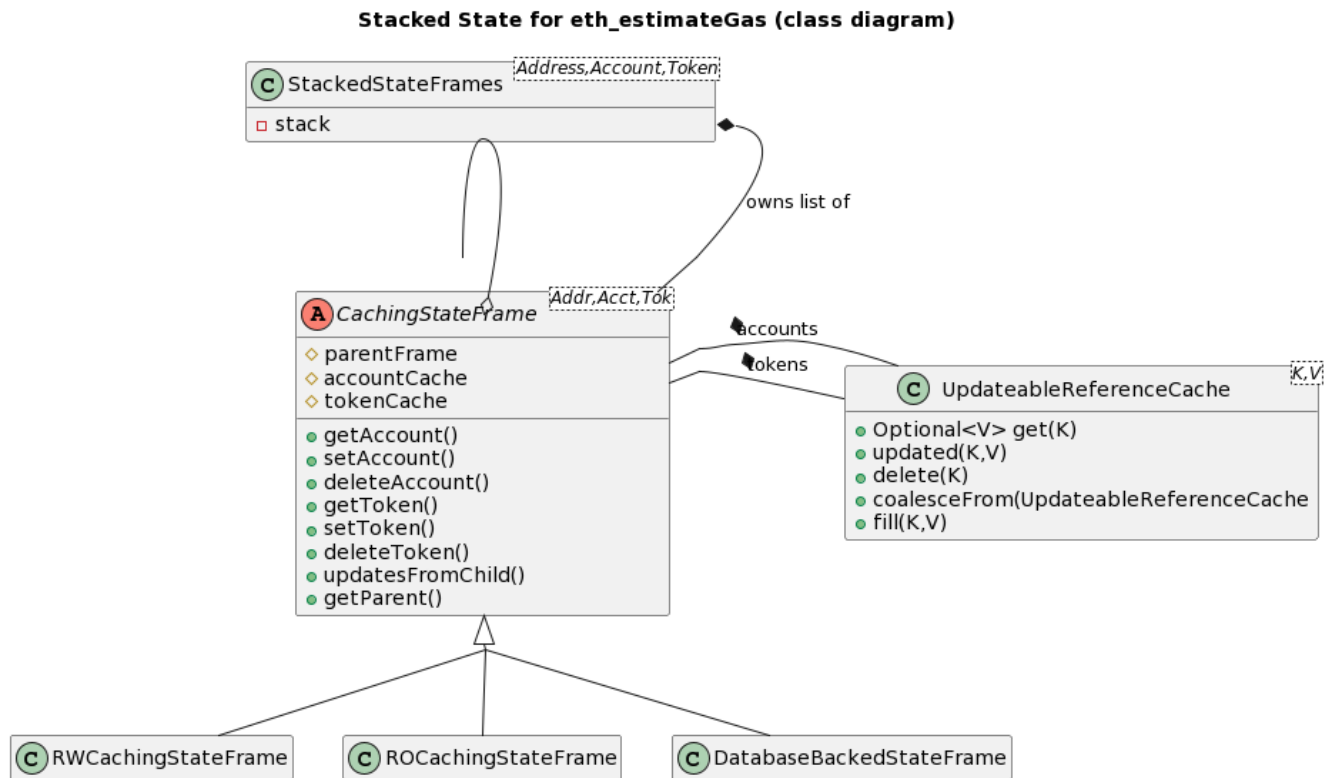 Stacked State for eth_estimateGas (class diagram)
Address,Account,Token
C StackedStateFrames
stack
owns list of
Addr,Acct,Tok
A CachingStateFrame
parentFrame
accountCache
tokenCache
getAccount()
setAccount()
deleteAccount()
getToken()
setToken()
deleteToken()
updatesFromChild()
getParent()
accounts
tokens
K,V
C UpdateableReferenceCache
Optional<V> get(K)
updated(K,V)
delete(K)
coalesceFrom(UpdateableReferenceCache
fill(K,V)
C RWCachingStateFrame
C ROCachingStateFrame
C DatabaseBackedStateFrame